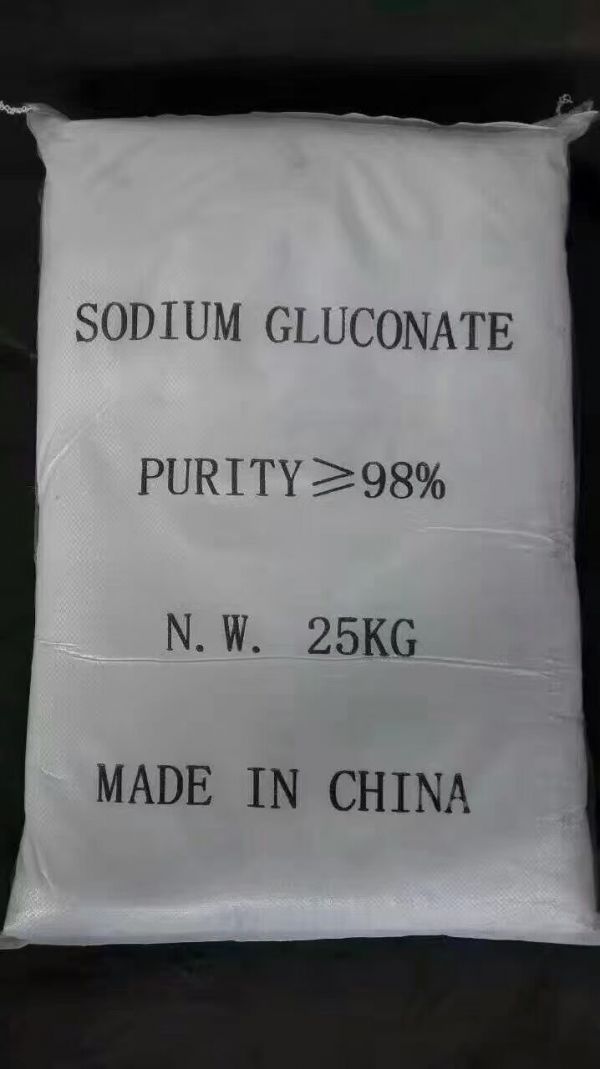 SODIUM GLUCONATE
PURITY≥98%
N.W. 25KG
MADE IN CHINA